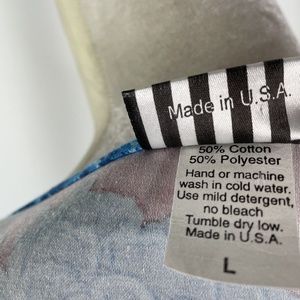 Made in U.S.A.
50% Cotton
50% Polyester
Hand or machine
wash in cold water.
Use mild detergent,
no bleach
Tumble dry low.
Made in U.S.A.
L